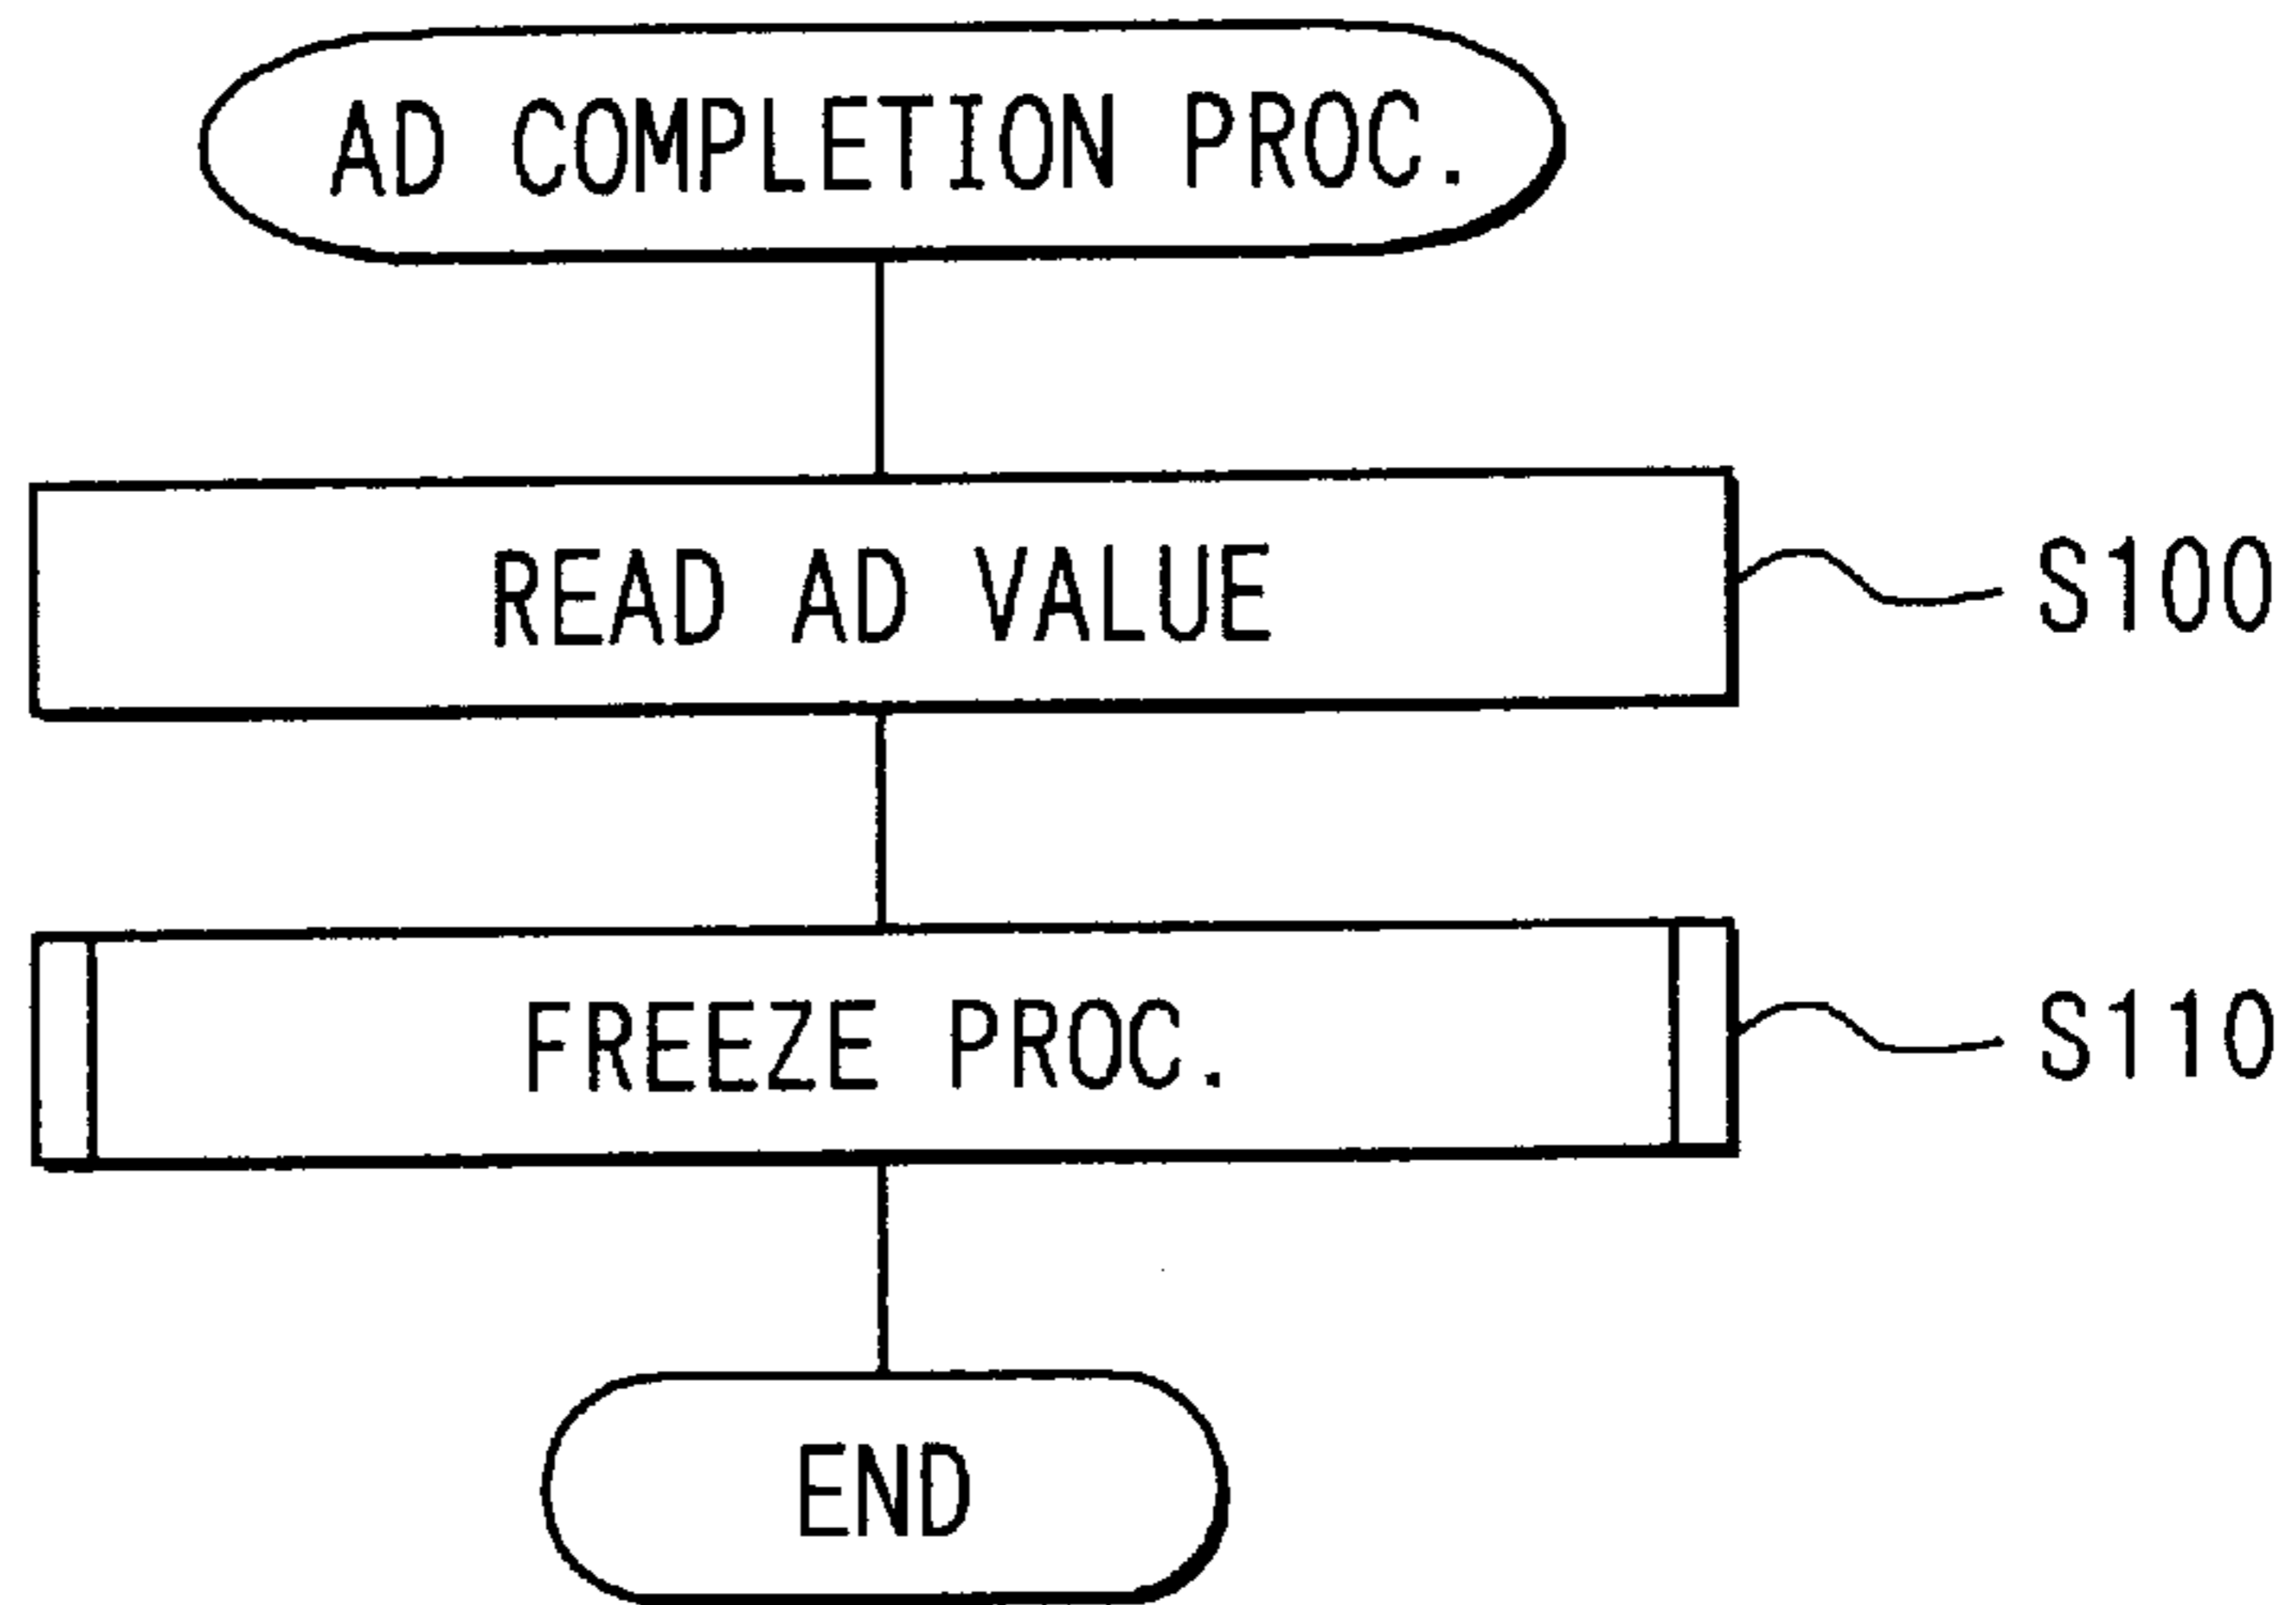 AD COMPLETION PROC.
READ AD VALUE
S100
FREEZE PROC.
S110
END